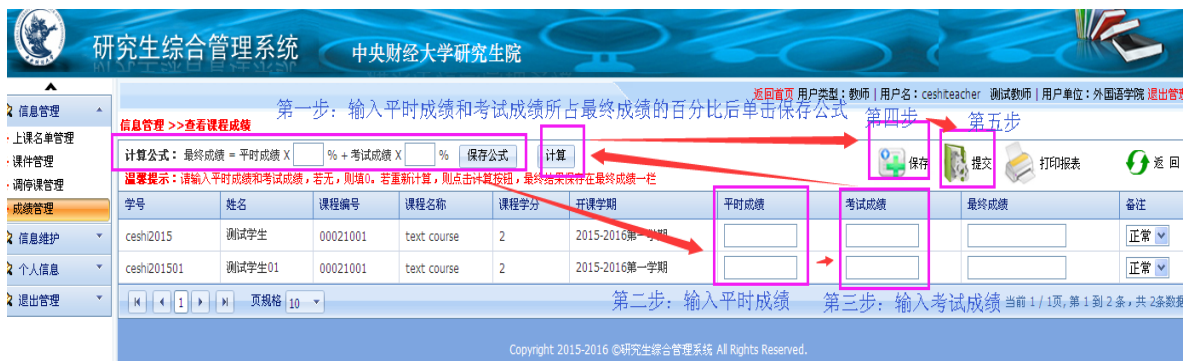 研究生综合管理系统 中央财经大学研究生院
返回首页 用户类型：教师 | 用户名：ceshiteacher 测试教师 | 用户单位：外国语学院 退出管理
第一步：输入平时成绩和考试成绩所占最终成绩的百分比后单击保存公式 第四步 第五步
信息管理
上课名单管理
课件管理
调停课管理
成绩管理
信息维护
个人信息
退出管理
信息管理 >>查看课程成绩
计算公式： 最终成绩 = 平时成绩 X % + 考试成绩 X % 保存公式 计算 保存 提交 打印报表 返 回
温馨提示：请输入平时成绩和考试成绩，若无，则填0。若重新计算，则点击计算按钮，最终结果保存在最终成绩一栏
学号 姓名 课程编号 课程名称 课程学分 开课学期 平时成绩 考试成绩 最终成绩 备注
ceshi2015 测试学生 00021001 text course 2 2015-2016第一学期 正常
ceshi201501 测试学生01 00021001 text course 2 2015-2016第一学期 正常
1 页规格 10 第二步：输入平时成绩 第三步：输入考试成绩 当前 1 / 1页, 第 1 到 2 条，共 2条数据
Copyright 2015-2016 ©研究生综合管理系统 All Rights Reserved.